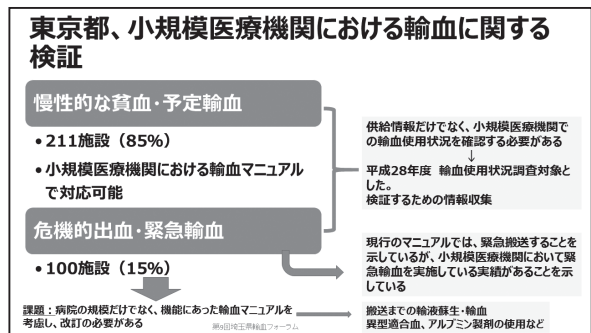 東京都、小規模医療機関における輸血に関する
検証
慢性的な貧血・予定輸血
•211施設（85%）
•小規模医療機関における輸血マニュアル
で対応可能
危機的出血・緊急輸血
•100施設（15%）
課題：病院の規模だけでなく、機能にあった輸血マニュアルを
考慮し、改訂の必要がある
供給情報だけでなく、小規模医療機関で
の輸血使用状況を確認する必要がある
↓
平成28年度 輸血使用状況調査対象と
した。
検証するための情報収集
現行のマニュアルでは、緊急搬送することを
示しているが、小規模医療機関において緊
急輸血を実施している実績があることを示
している
搬送までの輸液蘇生・輸血
異型適合血、アルブミン製剤の使用など
第9回埼玉県輸血フォーラム